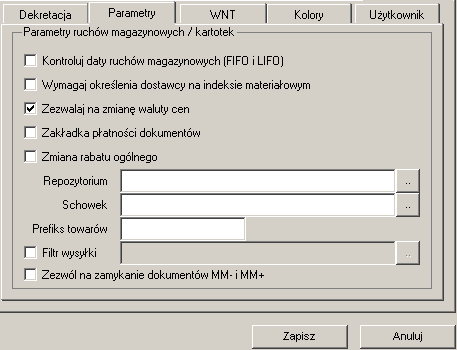 Dekretacja Parametry WNT Kolory Użytkownik
Parametry ruchów magazynowych / kartotek
Kontroluj daty ruchów magazynowych (FIFO i LIFO)
Wymagaj określenia dostawcy na indeksie materiałowym
Zezwalaj na zmianę waluty cen
Zakładka płatności dokumentów
Zmiana rabatu ogólnego
Repozytorium ..
Schowek ..
Prefiks towarów
Filtr wysyłki ..
Zezwól na zamykanie dokumentów MM- i MM+
Zapisz Anuluj